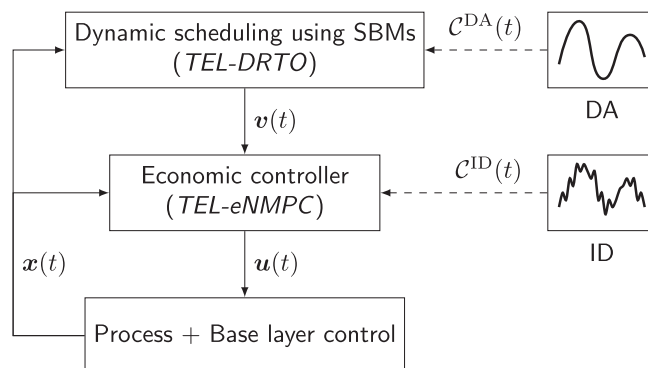 Dynamic scheduling using SBMs
(TEL-DRTO)
𝒞^DA(t)
DA
v(t)
Economic controller
(TEL-eNMPC)
𝒞^ID(t)
ID
x(t)
u(t)
Process + Base layer control